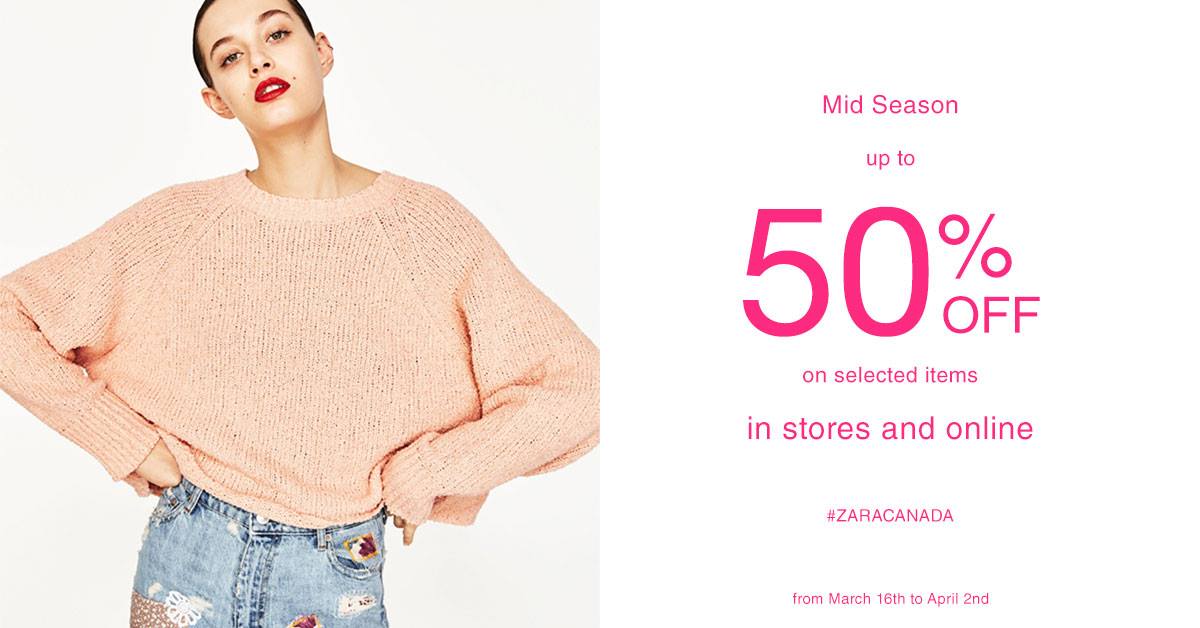 Mid Season
up to
50%
OFF
on selected items
in stores and online
#ZARACANADA
from March 16th to April 2nd